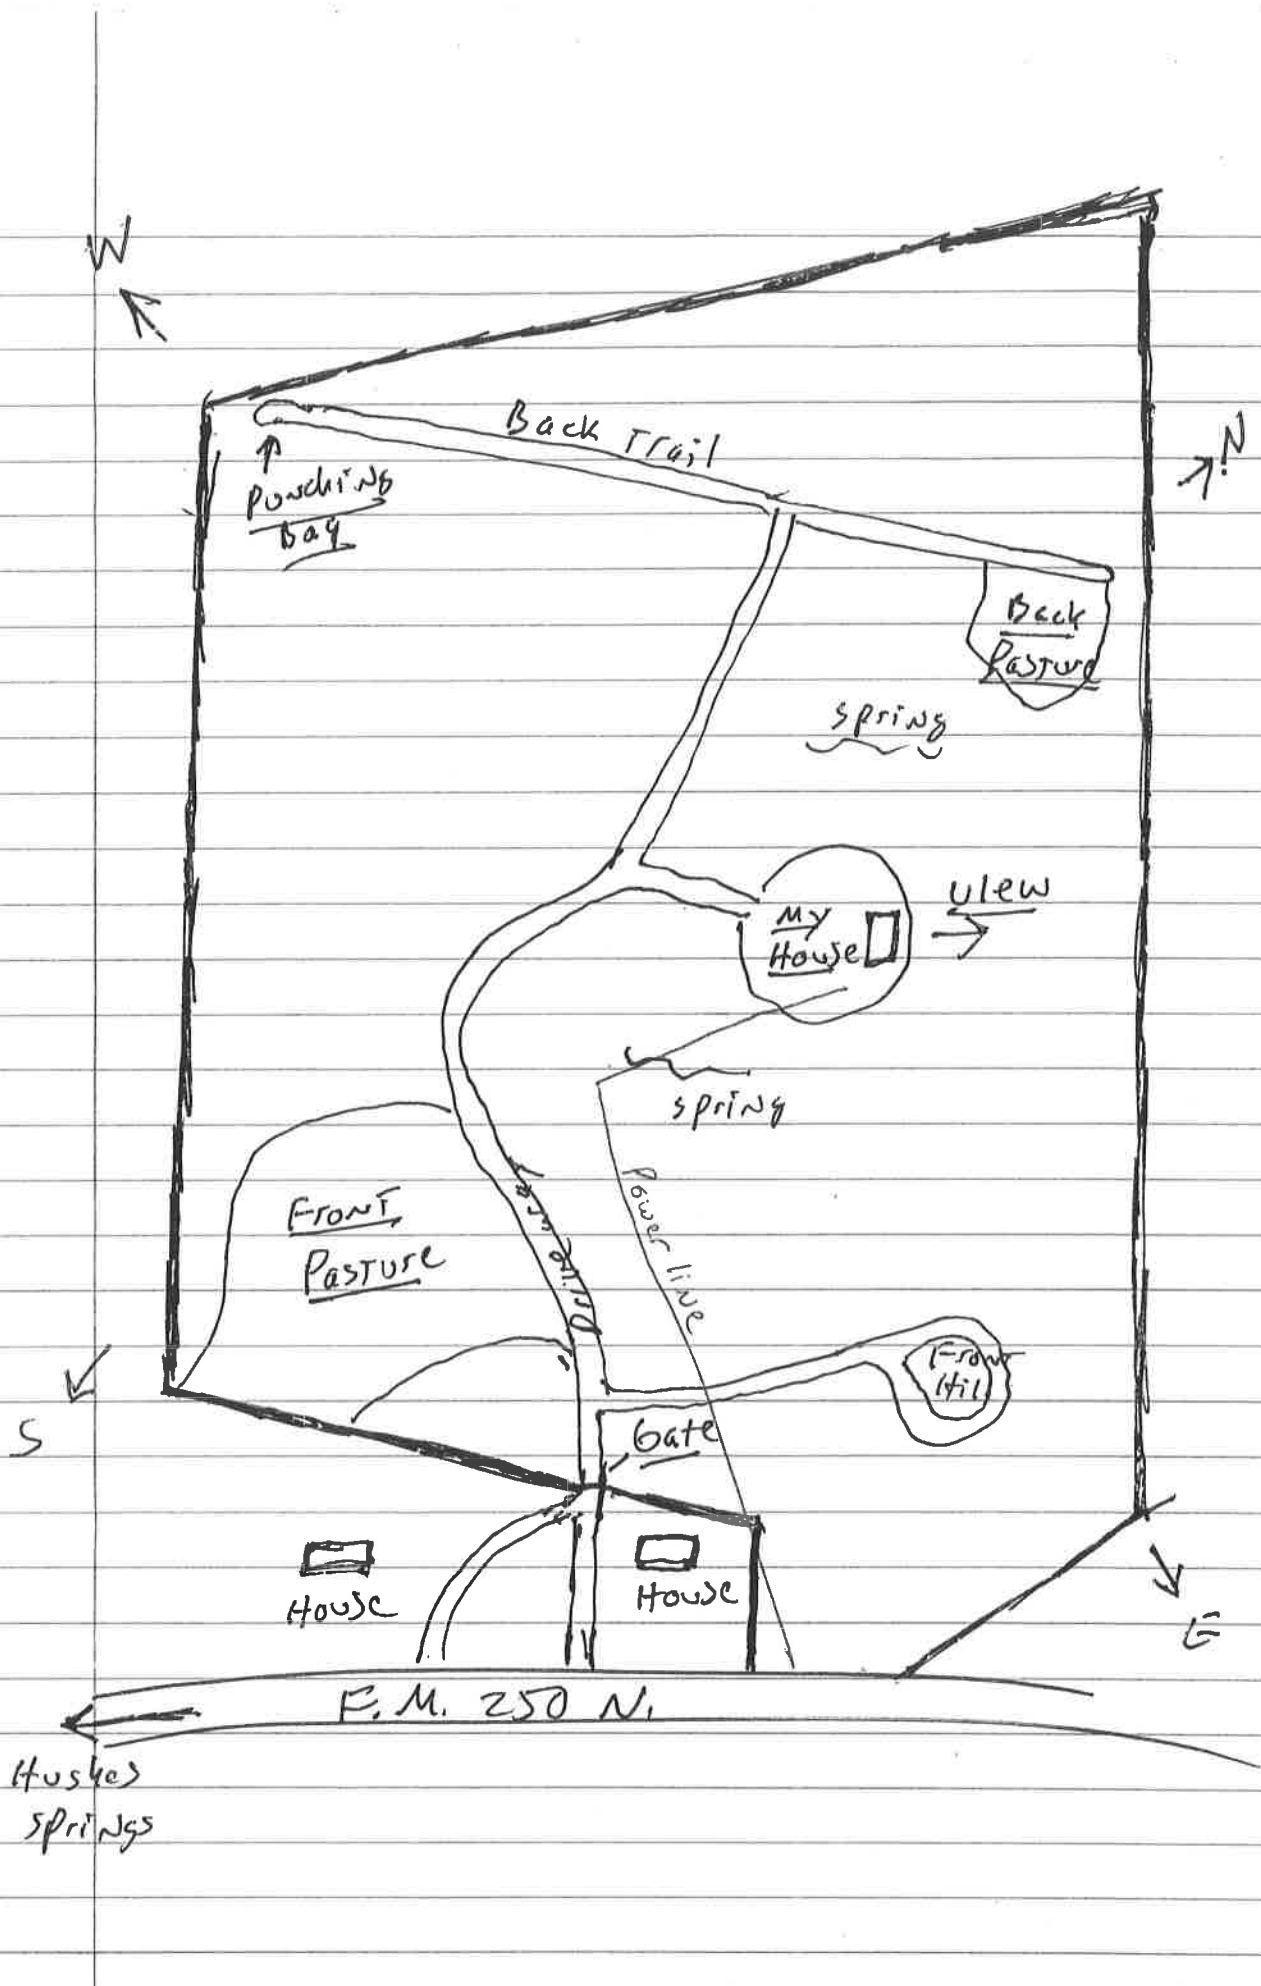 W
N
Back Trail
Punching
Bag
Back
Pasture
spring
View
My
House
spring
Power line
Driveway
Front
Pasture
Front
Hill
S
Gate
House
House
E
F.M. 250 N.
Hushes
springs